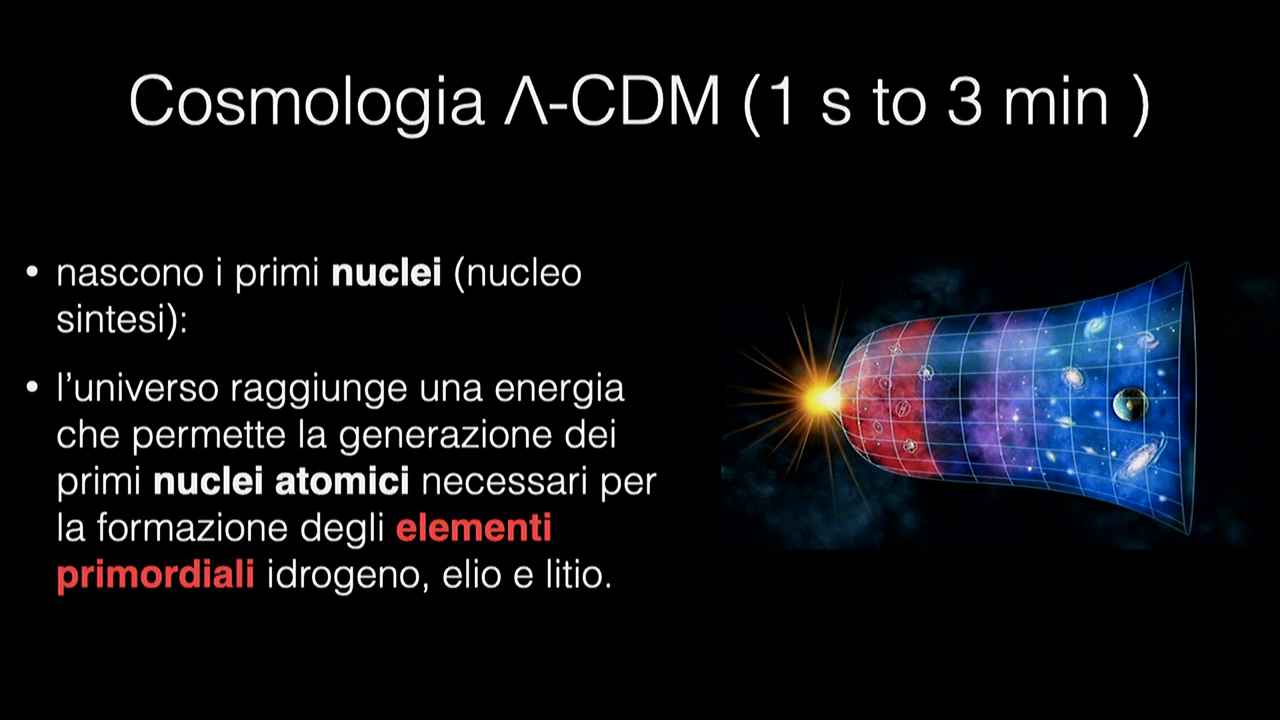 Cosmologia Λ-CDM (1 s to 3 min )
• nascono i primi nuclei (nucleo
sintesi):
• l’universo raggiunge una energia
che permette la generazione dei
primi nuclei atomici necessari per
la formazione degli elementi
primordiali idrogeno, elio e litio.